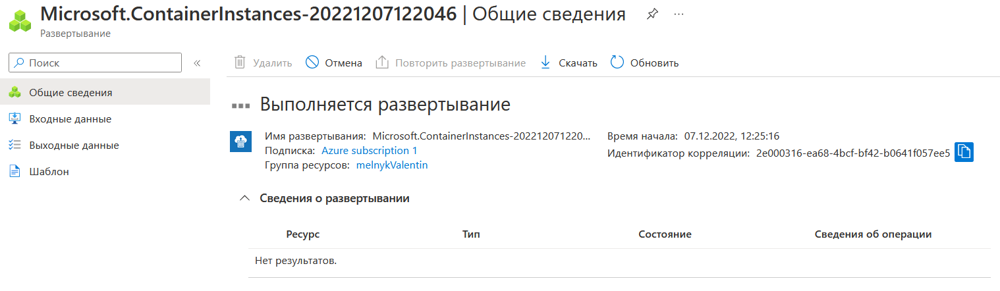 Microsoft.ContainerInstances-20221207122046 | Общие сведения
Развертывание
Поиск
Удалить Отмена Повторить развертывание Скачать Обновить
Общие сведения
Входные данные
Выходные данные
Шаблон
Выполняется развертывание
Имя развертывания: Microsoft.ContainerInstances-202212071220...
Подписка: Azure subscription 1
Группа ресурсов: melnykValentin
Время начала: 07.12.2022, 12:25:16
Идентификатор корреляции: 2e000316-ea68-4bcf-bf42-b0641f057ee5
Сведения о развертывании
Ресурс Тип Состояние Сведения об операции
Нет результатов.